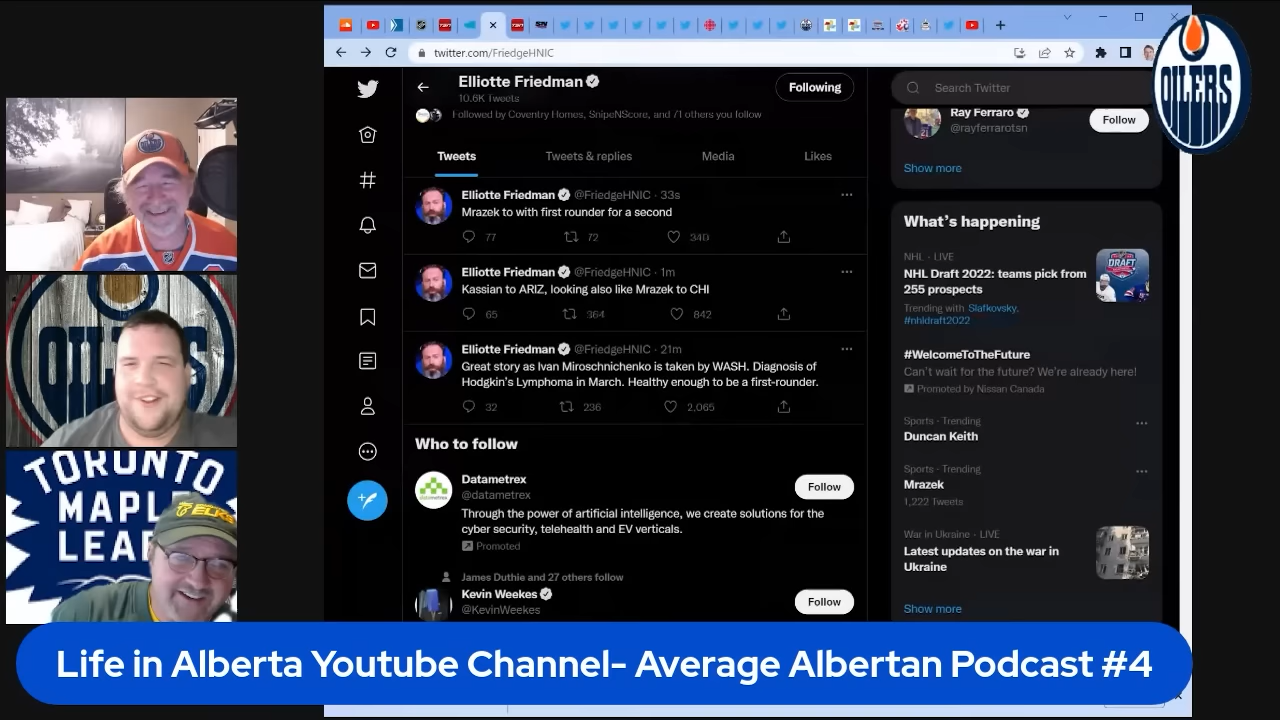 twitter.com/FriedgeHNIC
OILERS
Elliotte Friedman
10.6K Tweets
Following
Followed by Coventry Homes, SnipeNScore, and 71 others you follow
Tweets
Tweets & replies
Media
Likes
Elliotte Friedman @FriedgeHNIC · 33s
Mrazek to with first rounder for a second
77
72
340
Elliotte Friedman @FriedgeHNIC · 1m
Kassian to ARIZ, looking also like Mrazek to CHI
65
364
842
Elliotte Friedman @FriedgeHNIC · 21m
Great story as Ivan Miroschnichenko is taken by WASH. Diagnosis of
Hodgkin's Lymphoma in March. Healthy enough to be a first-rounder.
32
236
2,065
Who to follow
Datametrex
@datametrex
Follow
Through the power of artificial intelligence, we create solutions for the
cyber security, telehealth and EV verticals.
Promoted
James Duthie and 27 others follow
Kevin Weekes
@KevinWeekes
Follow
Search Twitter
Ray Ferraro
@rayferrarotsn
Follow
Show more
What's happening
NHL · LIVE
NHL Draft 2022: teams pick from
255 prospects
Trending with Slafkovsky,
#nhldraft2022
DRAFT
#WelcomeToTheFuture
Can't wait for the future? We're already here!
Promoted by Nissan Canada
Sports · Trending
Duncan Keith
Sports · Trending
Mrazek
1,222 Tweets
War in Ukraine · LIVE
Latest updates on the war in
Ukraine
Show more
OILERS
TORONTO
MAPL
LEA
ELKS
Life in Alberta Youtube Channel- Average Albertan Podcast #4